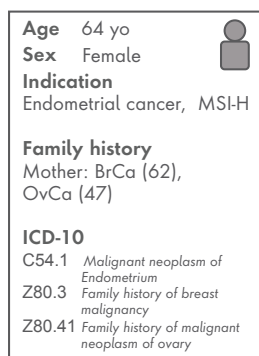 Age 64 yo
Sex Female
Indication
Endometrial cancer, MSI-H
Family history
Mother: BrCa (62),
OvCa (47)
ICD-10
C54.1 Malignant neoplasm of
Endometrium
Z80.3 Family history of breast
malignancy
Z80.41 Family history of malignant
neoplasm of ovary